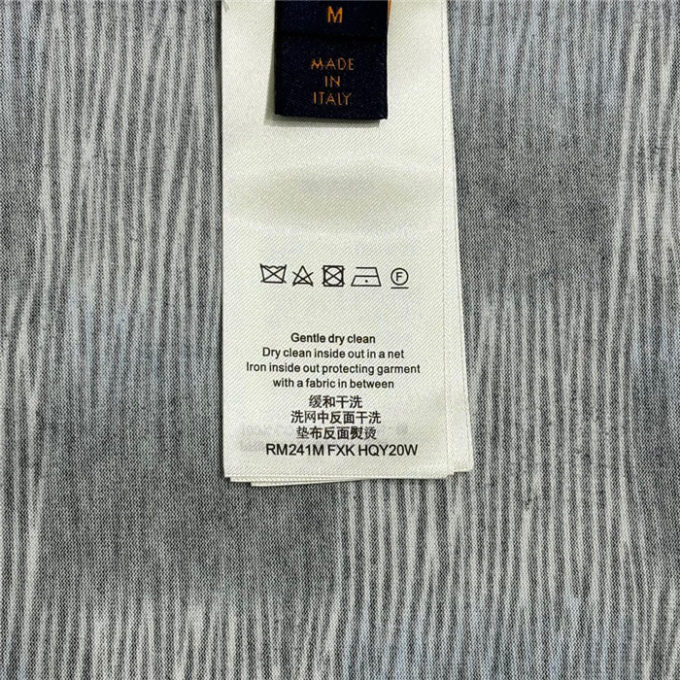 M
MADE
IN
ITALY
F
Gentle dry clean
Dry clean inside out in a net
Iron inside out protecting garment
with a fabric in between
缓和干洗
洗网中反面干洗
垫布反面熨烫
RM241M FXK HQY20W